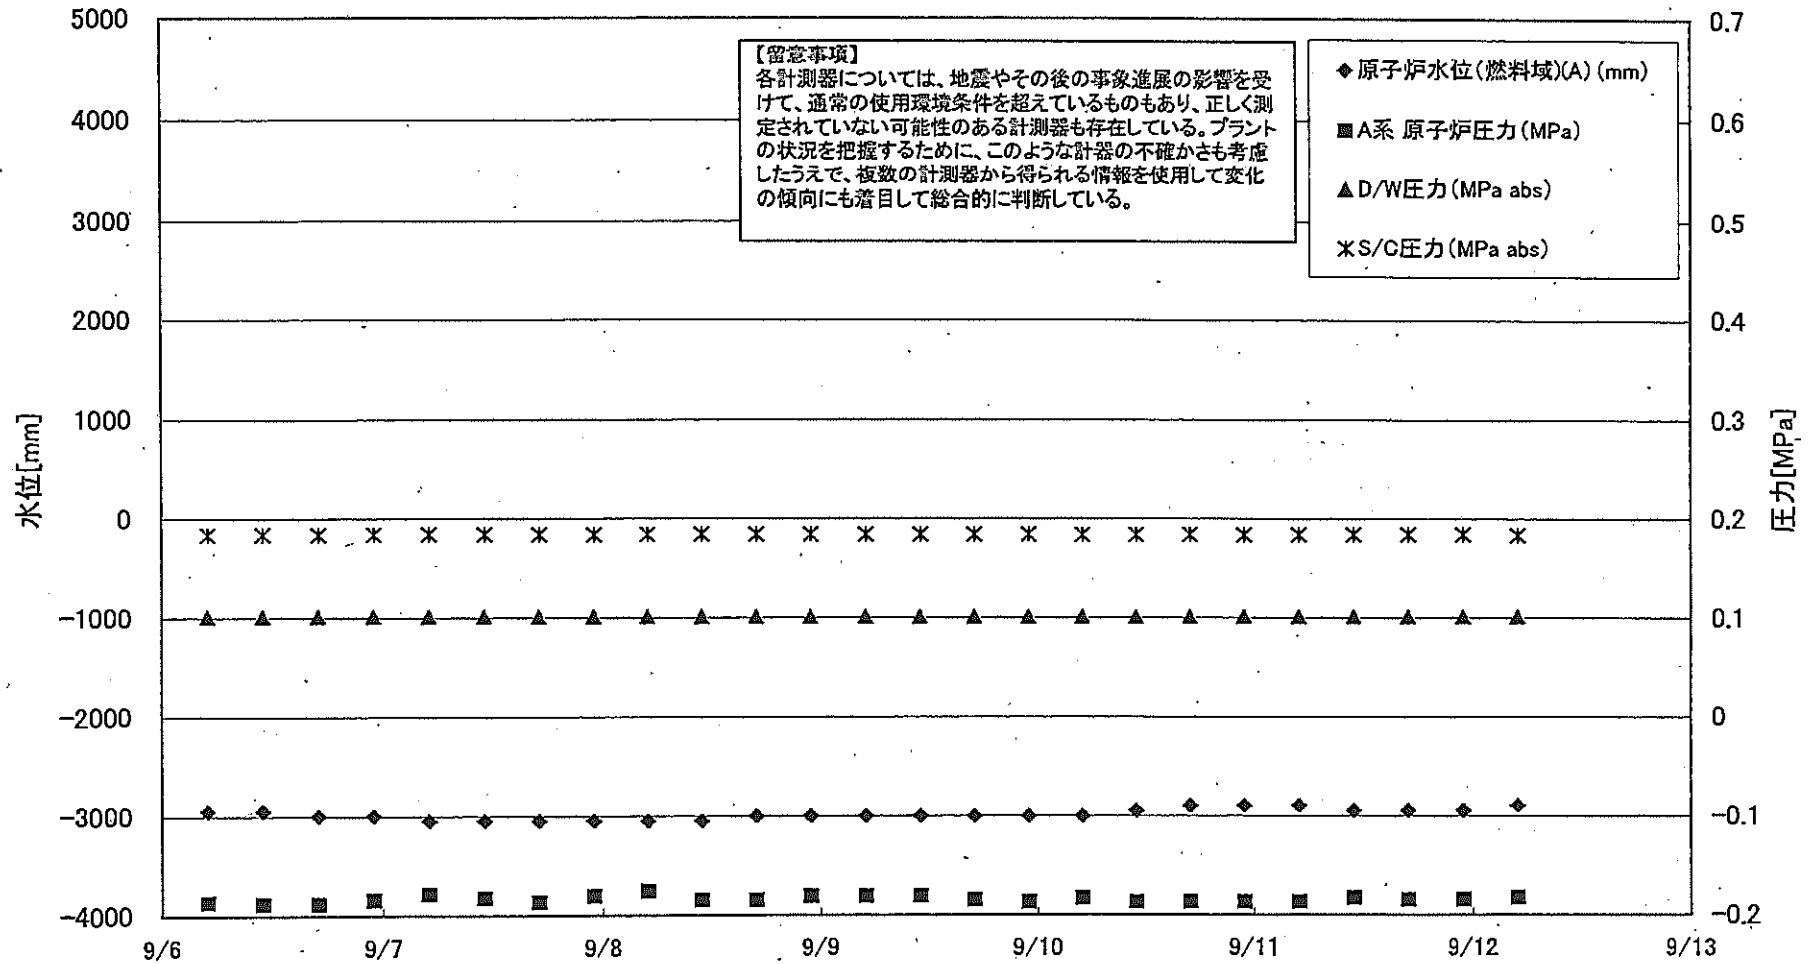 5000
4000
3000
2000
1000
0
-1000
-2000
-3000
-4000
水位[mm]
【留意事項】
各計測器については、地震やその後の事象進展の影響を受
けて、通常の使用環境条件を超えているものもあり、正しく測
定されていない可能性のある計測器も存在している。プラント
の状況を把握するために、このような計器の不確かさも考慮
したうえで、複数の計測器から得られる情報を使用して変化
の傾向にも着目して総合的に判断している。
◆原子炉水位(燃料域)(A) (mm)
■A系 原子炉圧力(MPa)
▲D/W圧力(MPa abs)
S/C圧力(MPa abs)
0.7
0.6
0.5
0.4
0.3
0.2
0.1
0
-0.1
-0.2
圧力[MPa]
9/6
9/7
9/8
9/9
9/10
9/11
9/12
9/13